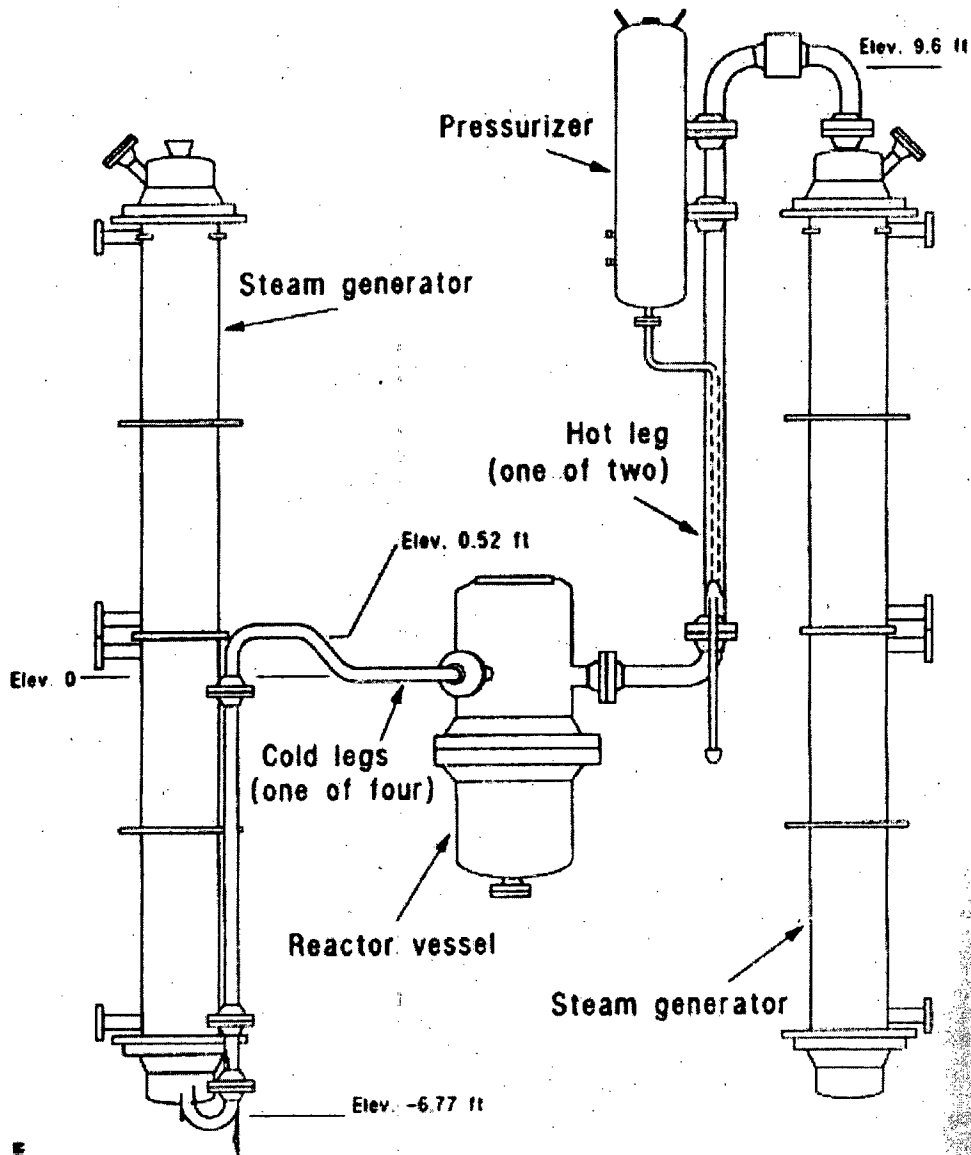 Elev. 9.6 ft
Pressurizer
Steam generator
Hot leg
(one of two)
Elev. 0.52 ft
Elev. 0
Cold legs
(one of four)
Reactor vessel
Steam generator
Elev. -6.77 ft